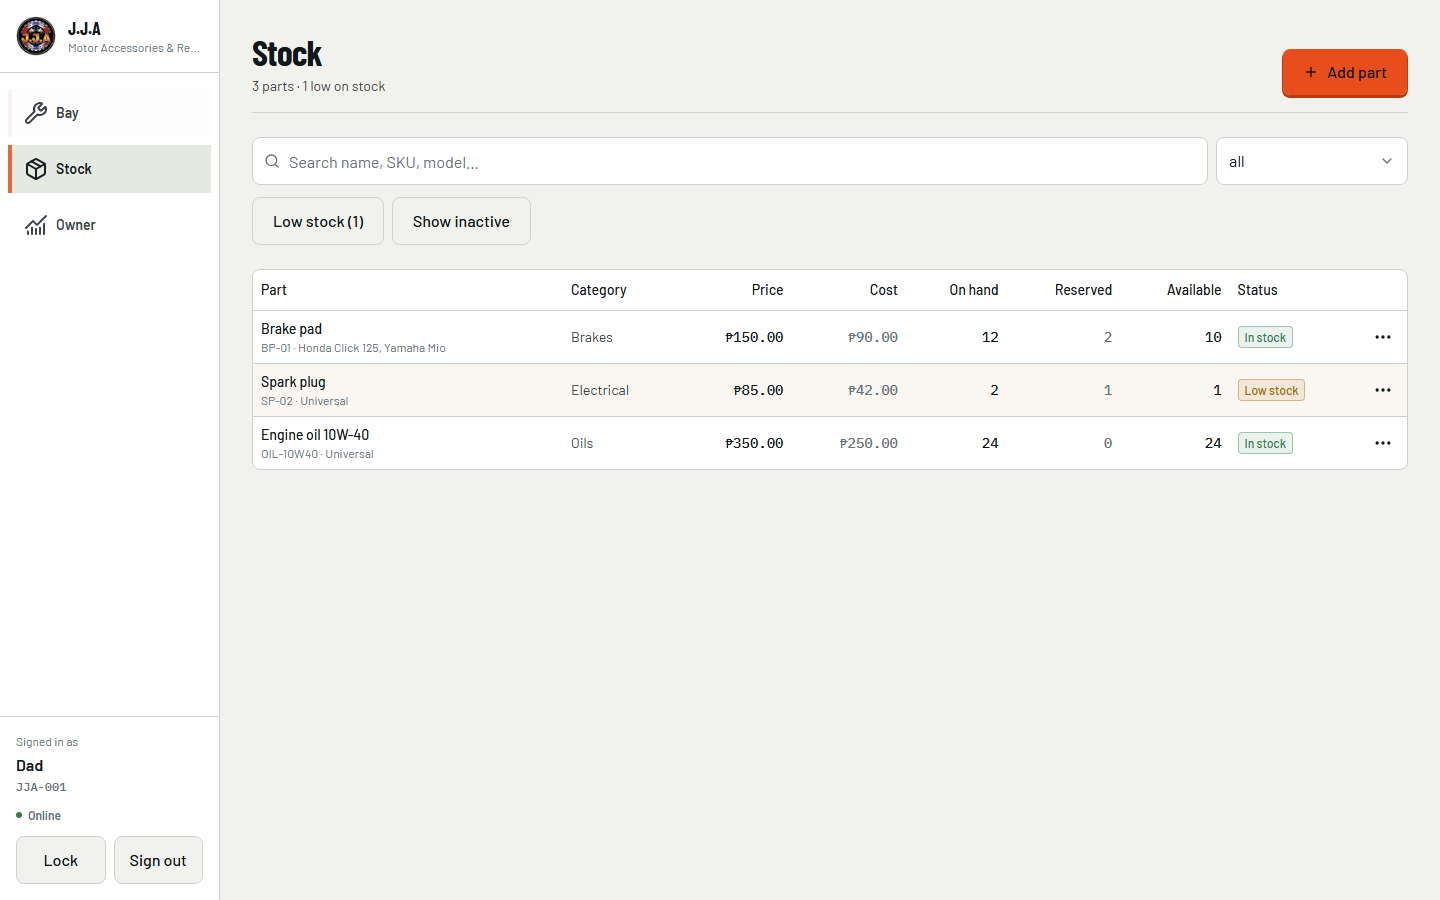 J.J.A
J.J.A
Motor Accessories & Re...
Bay
Stock
Owner
Signed in as
Dad
JJA-001
Online
Lock
Sign out
Stock
3 parts · 1 low on stock
+ Add part
Search name, SKU, model...
all
Low stock (1)
Show inactive
Part Category Price Cost On hand Reserved Available Status
Brake pad
BP-01 · Honda Click 125, Yamaha Mio
Brakes ₱150.00 ₱90.00 12 2 10 In stock
Spark plug
SP-02 · Universal
Electrical ₱85.00 ₱42.00 2 1 1 Low stock
Engine oil 10W-40
OIL-10W40 · Universal
Oils ₱350.00 ₱250.00 24 0 24 In stock